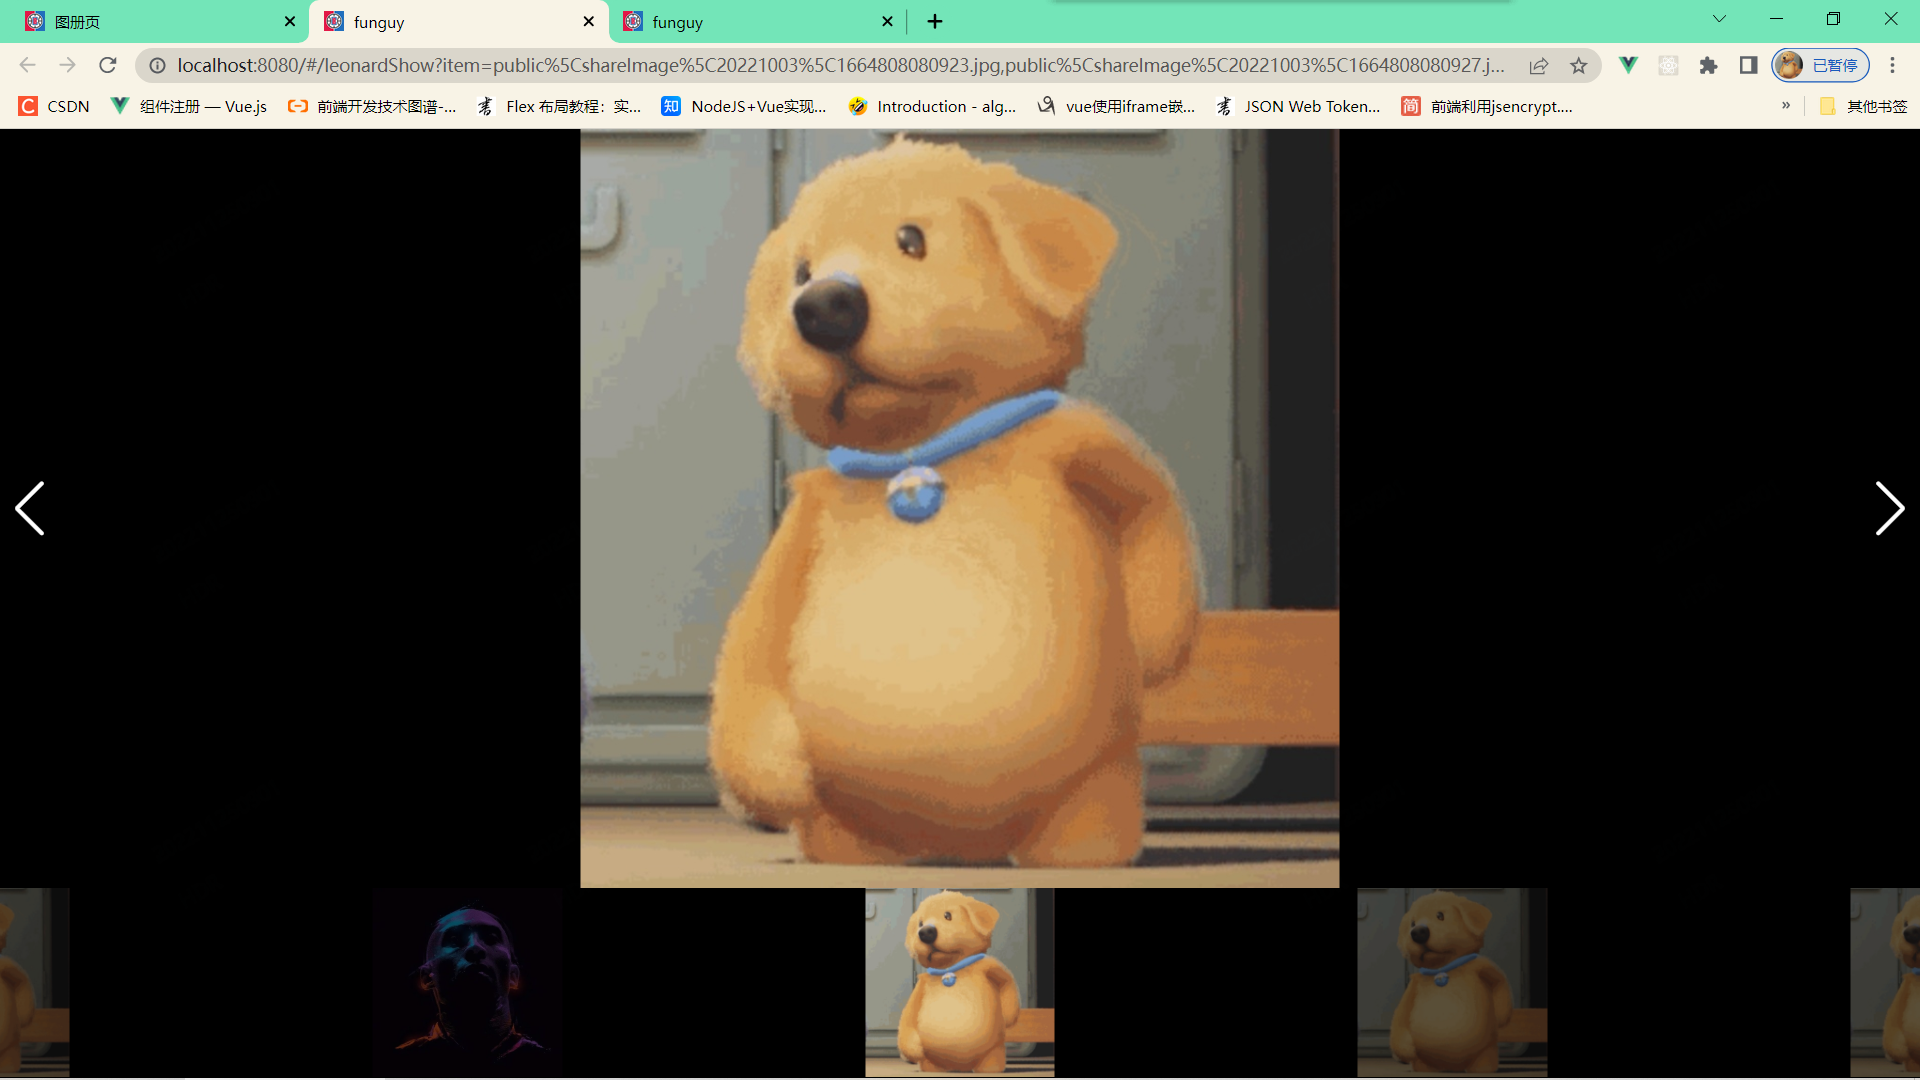 图册页
funguy
funguy
localhost:8080/#/leonardShow?item=public%5CshareImage%5C20221003%5C1664808080923.jpg,public%5CshareImage%5C20221003%5C1664808080927.j...
已暂停
CSDN
组件注册 — Vue.js
前端开发技术图谱-...
Flex 布局教程：实...
NodeJS+Vue实现...
Introduction - alg...
vue使用iframe嵌...
JSON Web Token...
前端利用jsencrypt....
»
其他书签